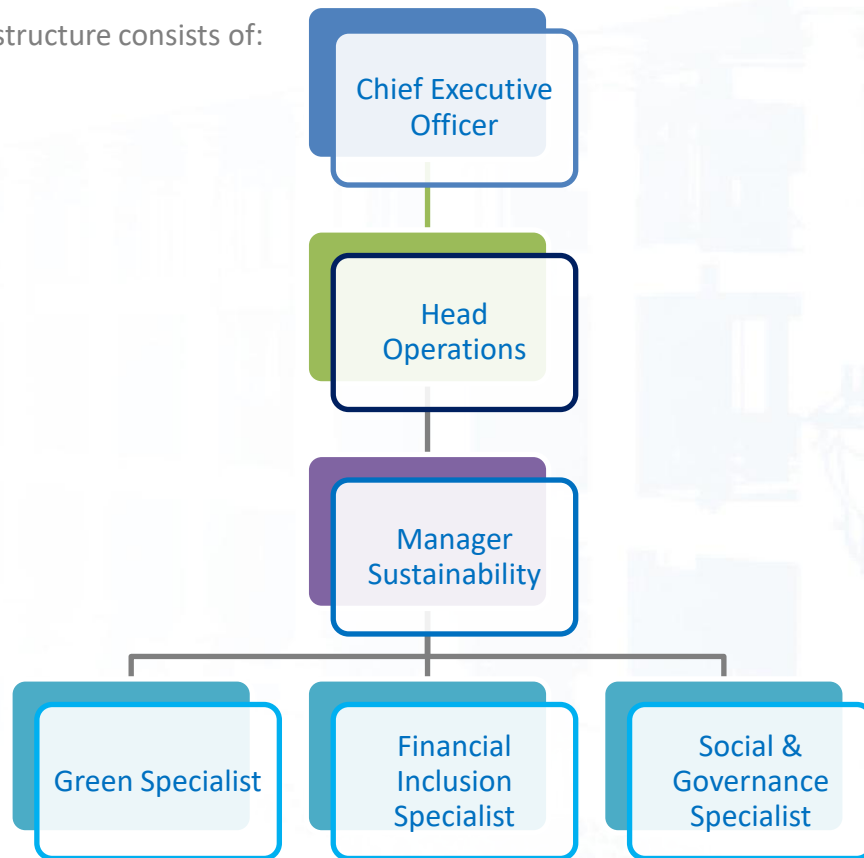 structure consists of:
Chief Executive
Officer
Head
Operations
Manager
Sustainability
Green Specialist
Financial
Inclusion
Specialist
Social &
Governance
Specialist